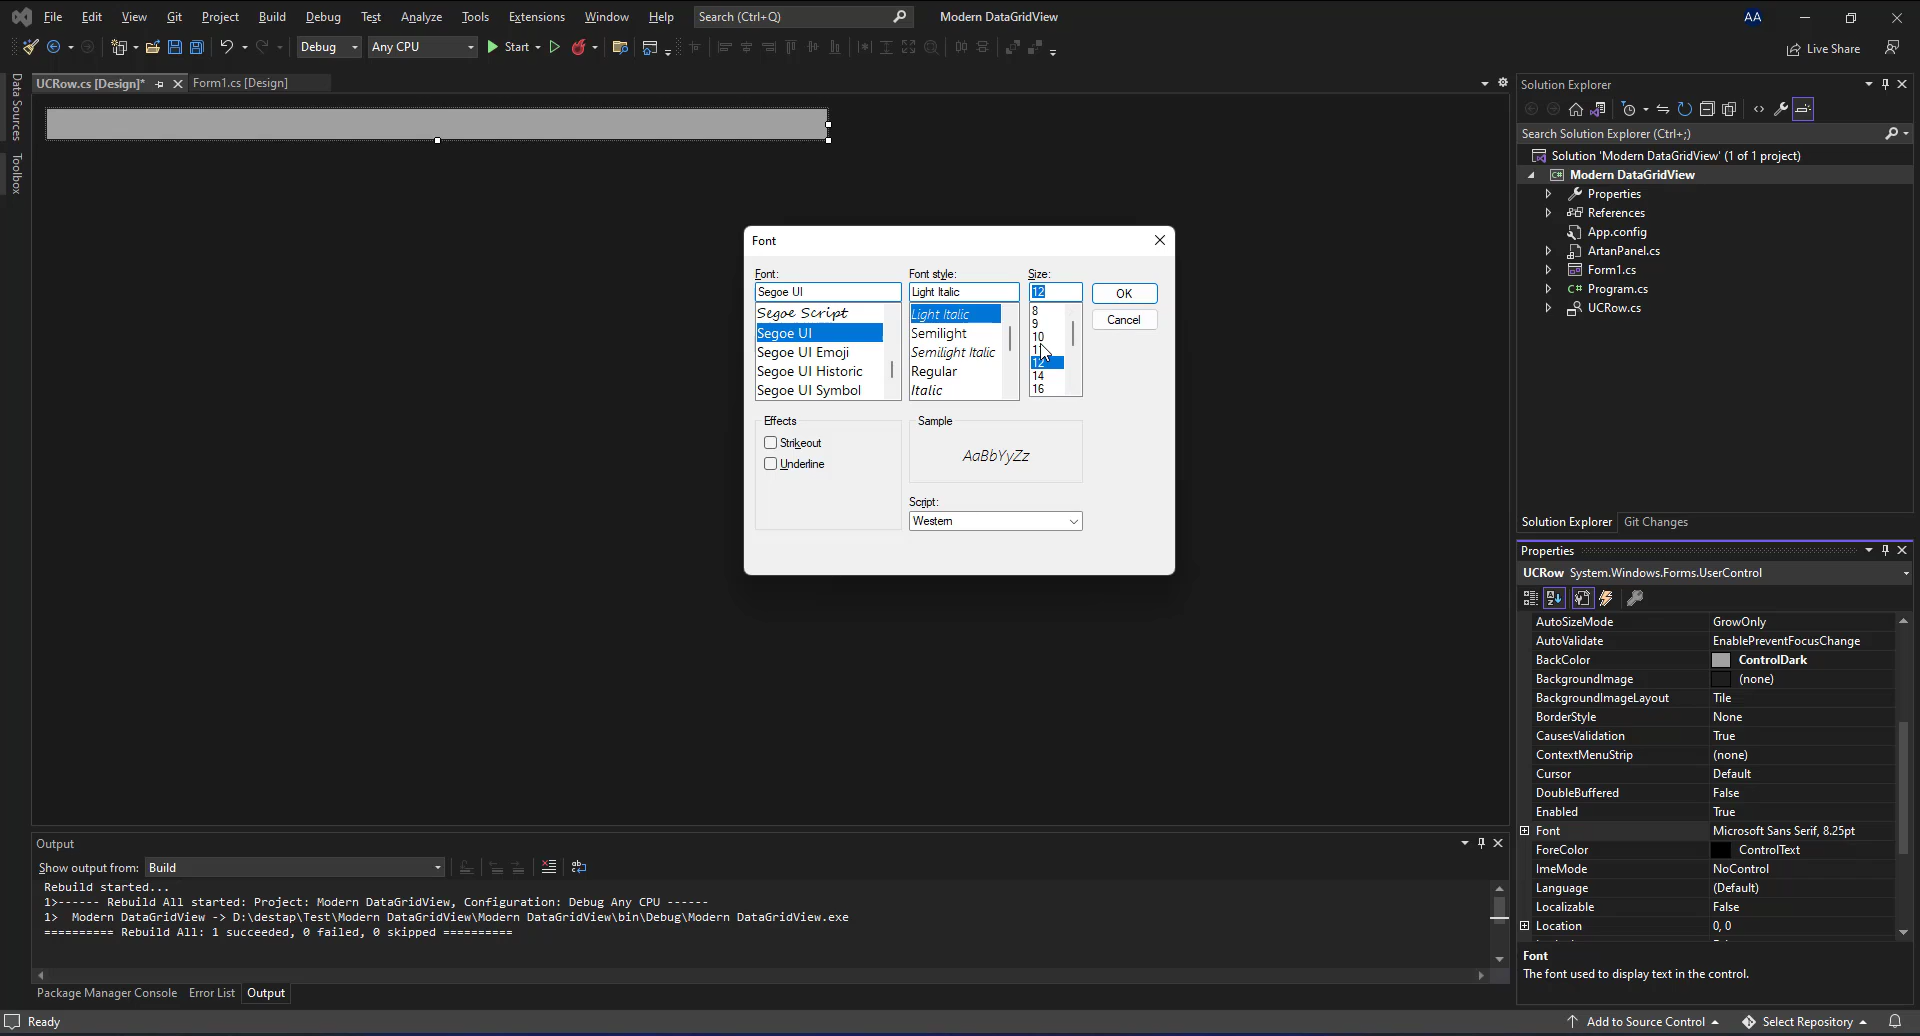 File Edit View Git Project Build Debug Test Analyze Tools Extensions Window Help Search (Ctrl+Q) Modern DataGridView AA
Debug Any CPU Start Live Share
UCRow.cs [Design]* Form1.cs [Design]
Data Sources
Toolbox
Font
Font: Font style: Size:
Segoe UI Light Italic 12 OK
Cancel
Segoe Script
Segoe UI
Segoe UI Emoji
Segoe UI Historic
Segoe UI Symbol
Light Italic
Semilight
Semilight Italic
Regular
Italic
8
9
10
12
14
16
Effects
Strikeout
Underline
Sample
AaBbYyZz
Script:
Western
Solution Explorer
Search Solution Explorer (Ctrl+;)
Solution 'Modern DataGridView' (1 of 1 project)
Modern DataGridView
Properties
References
App.config
ArtanPanel.cs
Form1.cs
C# Program.cs
UCRow.cs
Solution Explorer Git Changes
Properties
UCRow System.Windows.Forms.UserControl
AutoSizeMode GrowOnly
AutoValidate EnablePreventFocusChange
BackColor ControlDark
BackgroundImage (none)
BackgroundImageLayout Tile
BorderStyle None
CausesValidation True
ContextMenuStrip (none)
Cursor Default
DoubleBuffered False
Enabled True
Font Microsoft Sans Serif, 8.25pt
ForeColor ControlText
ImeMode NoControl
Language (Default)
Localizable False
Location 0, 0
Font
The font used to display text in the control.
Output
Show output from: Build
Rebuild started...
1>------ Rebuild All started: Project: Modern DataGridView, Configuration: Debug Any CPU ------
1> Modern DataGridView -> D:\destap\Test\Modern DataGridView\Modern DataGridView\bin\Debug\Modern DataGridView.exe
========== Rebuild All: 1 succeeded, 0 failed, 0 skipped ==========
Package Manager Console Error List Output
Ready Add to Source Control Select Repository